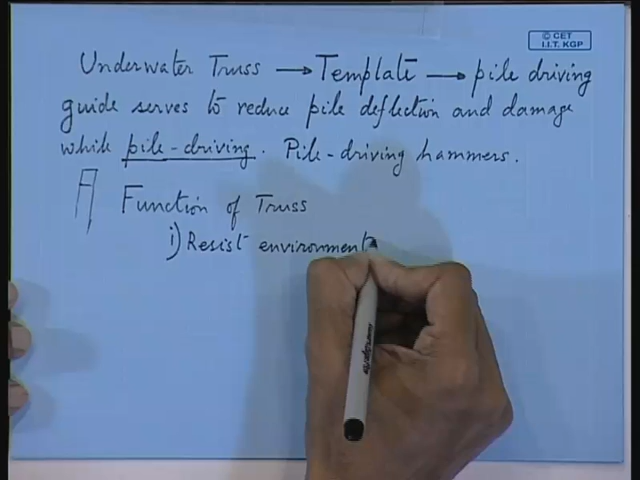 © CET
I.I.T. KGP
Underwater Truss → Template → pile driving
guide serves to reduce pile deflection and damage
while pile-driving. Pile-driving hammers.
Function of Truss
i) Resist environment